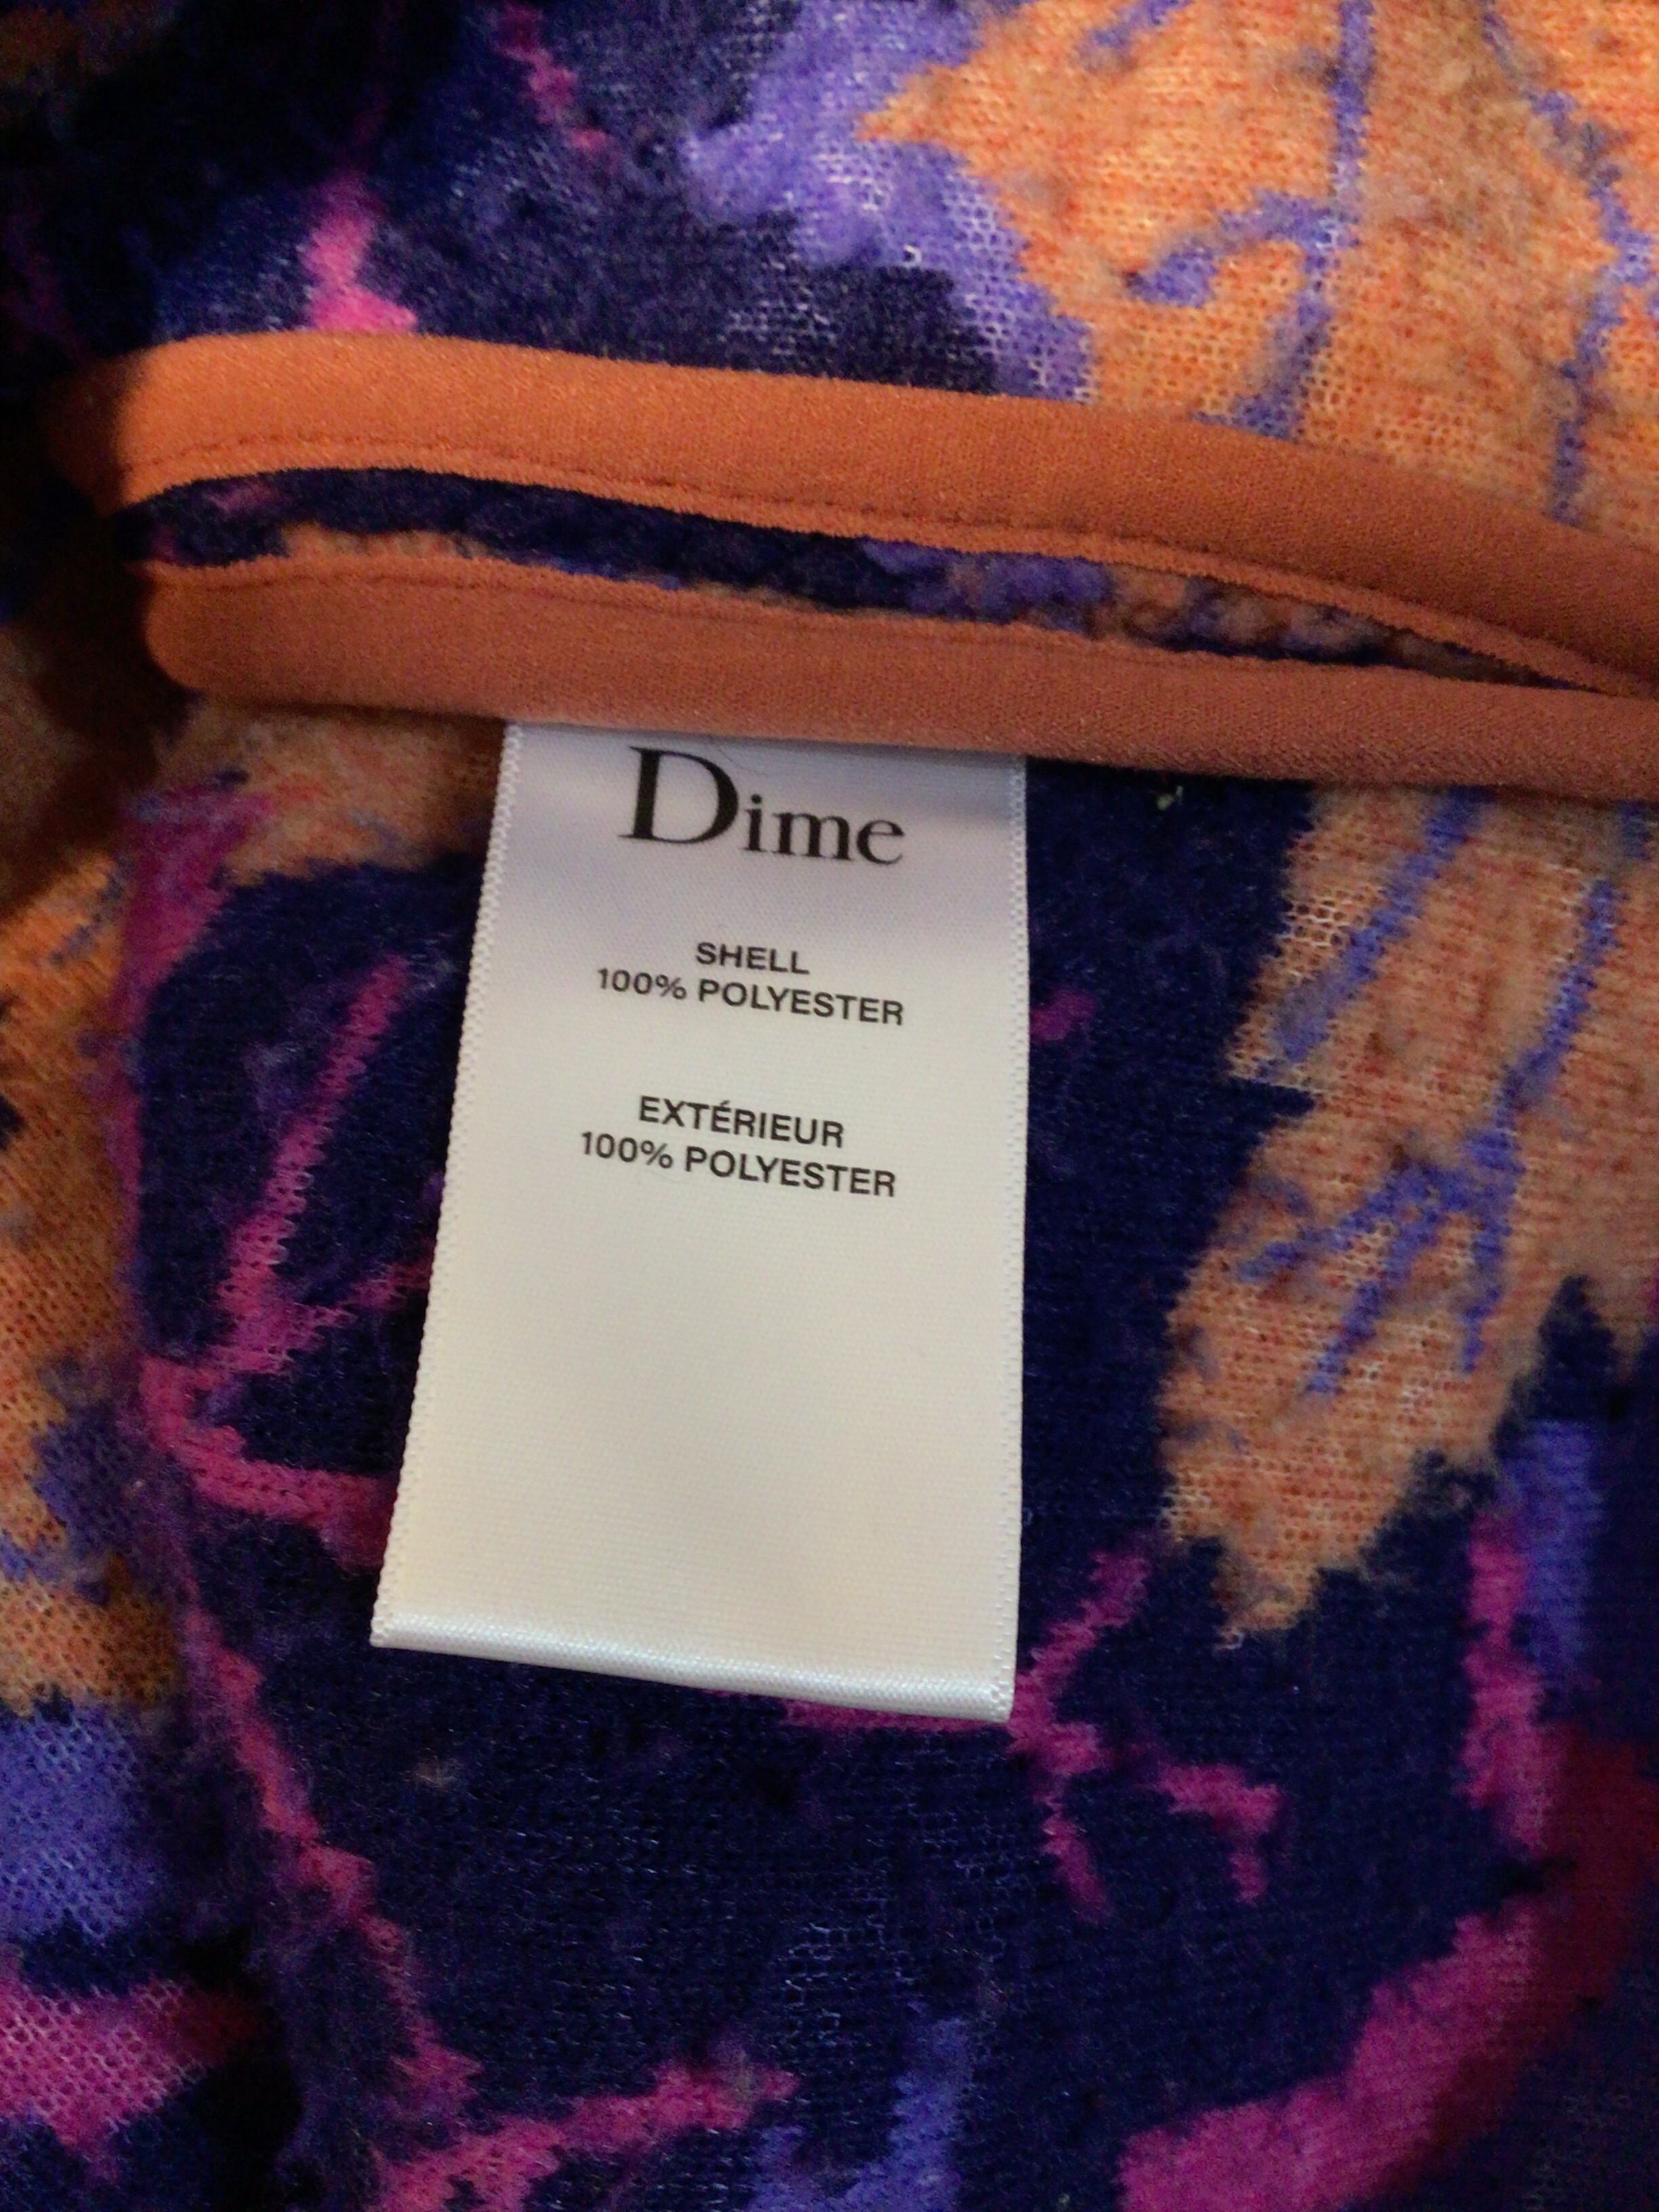 Dime
SHELL
100% POLYESTER
EXTÉRIEUR
100% POLYESTER